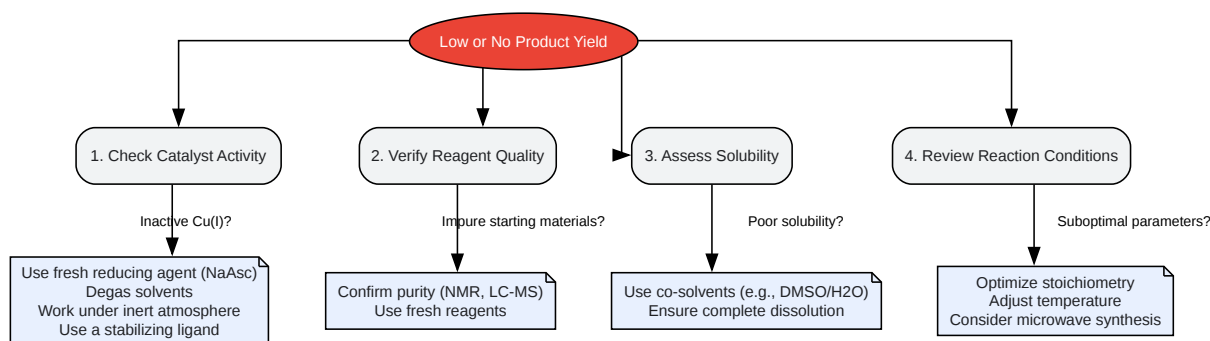 Low or No Product Yield
1. Check Catalyst Activity
2. Verify Reagent Quality
3. Assess Solubility
4. Review Reaction Conditions
Inactive Cu(I)?
Impure starting materials?
Poor solubility?
Suboptimal parameters?
Use fresh reducing agent (NaAsc)
Degas solvents
Work under inert atmosphere
Use a stabilizing ligand
Confirm purity (NMR, LC-MS)
Use fresh reagents
Use co-solvents (e.g., DMSO/H2O)
Ensure complete dissolution
Optimize stoichiometry
Adjust temperature
Consider microwave synthesis